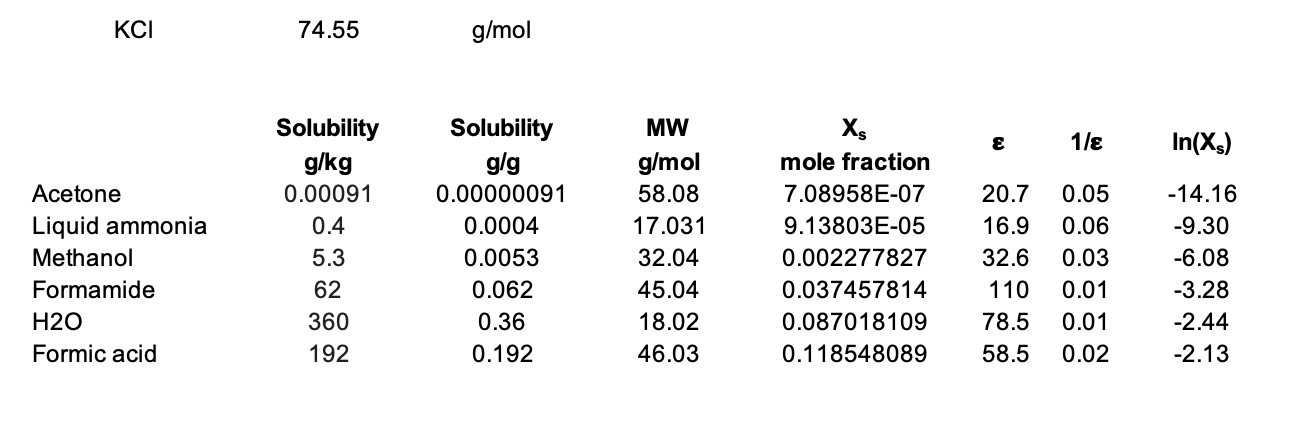 KCl 74.55 g/mol
Solubility Solubility MW Xs ε 1/ε ln(Xs)
g/kg g/g g/mol mole fraction
Acetone 0.00091 0.00000091 58.08 7.08958E-07 20.7 0.05 -14.16
Liquid ammonia 0.4 0.0004 17.031 9.13803E-05 16.9 0.06 -9.30
Methanol 5.3 0.0053 32.04 0.002277827 32.6 0.03 -6.08
Formamide 62 0.062 45.04 0.037457814 110 0.01 -3.28
H2O 360 0.36 18.02 0.087018109 78.5 0.01 -2.44
Formic acid 192 0.192 46.03 0.118548089 58.5 0.02 -2.13